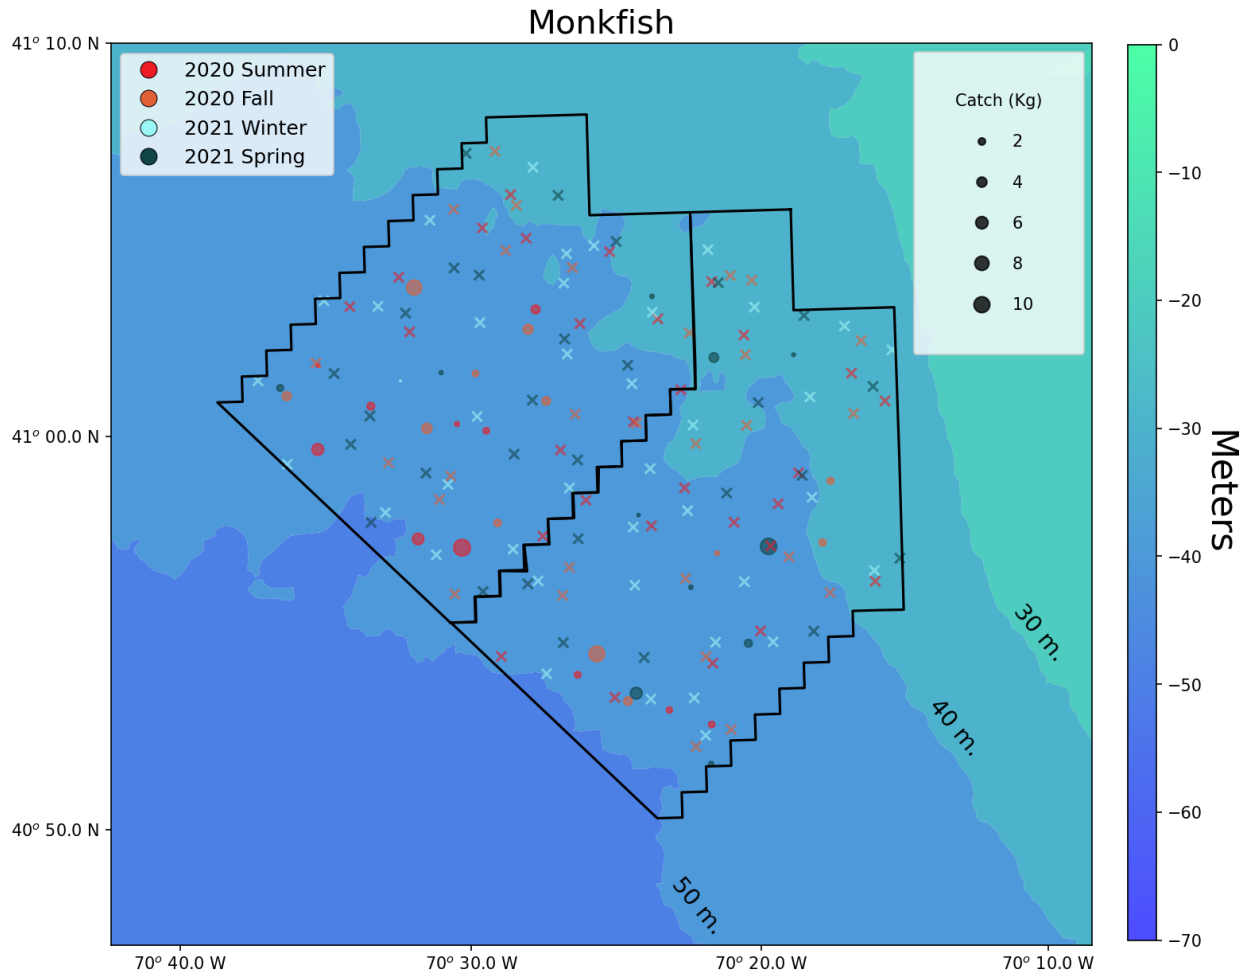 Monkfish
41° 10.0 N
41° 00.0 N
40° 50.0 N
70° 40.0 W
70° 30.0 W
70° 20.0 W
70° 10.0 W
2020 Summer
2020 Fall
2021 Winter
2021 Spring
Catch (Kg)
2
4
6
8
10
30 m.
40 m.
50 m.
0
−10
−20
−30
−40
−50
−60
−70
Meters